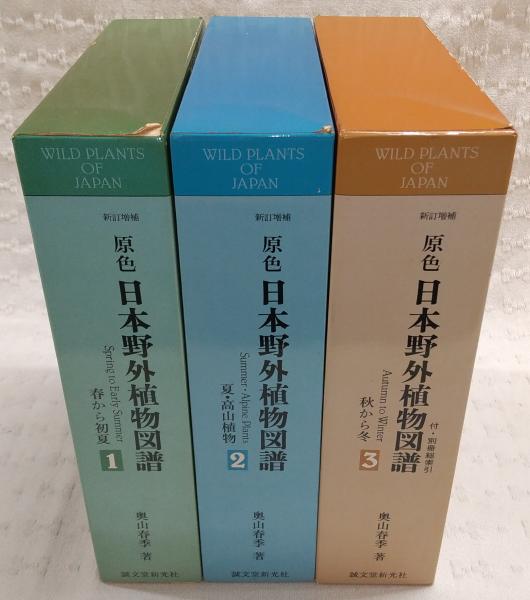 WILD PLANTS
OF
JAPAN
新訂増補
原色
日本野外植物図譜
Spring to Early Summer
春から初夏
1
奥山春季 著
誠文堂新光社
WILD PLANTS
OF
JAPAN
新訂増補
原色
日本野外植物図譜
Summer・Alpine Plants
夏・高山植物
2
奥山春季 著
誠文堂新光社
WILD PLANTS
OF
JAPAN
新訂増補
原色
日本野外植物図譜
付・別冊総索引
Autumn to Winter
秋から冬
3
奥山春季 著
誠文堂新光社